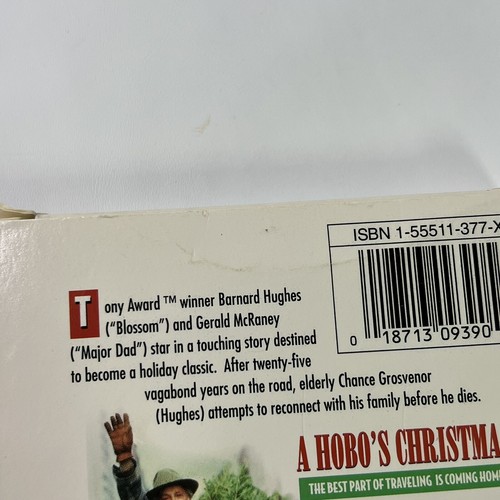 ISBN 1-55511-377-X
0 18713 09390
Tony Award ™ winner Barnard Hughes
("Blossom") and Gerald McRaney
("Major Dad") star in a touching story destined
to become a holiday classic. After twenty-five
vagabond years on the road, elderly Chance Grosvenor
(Hughes) attempts to reconnect with his family before he dies.
A HOBO'S CHRISTMA
THE BEST PART OF TRAVELING IS COMING HOM